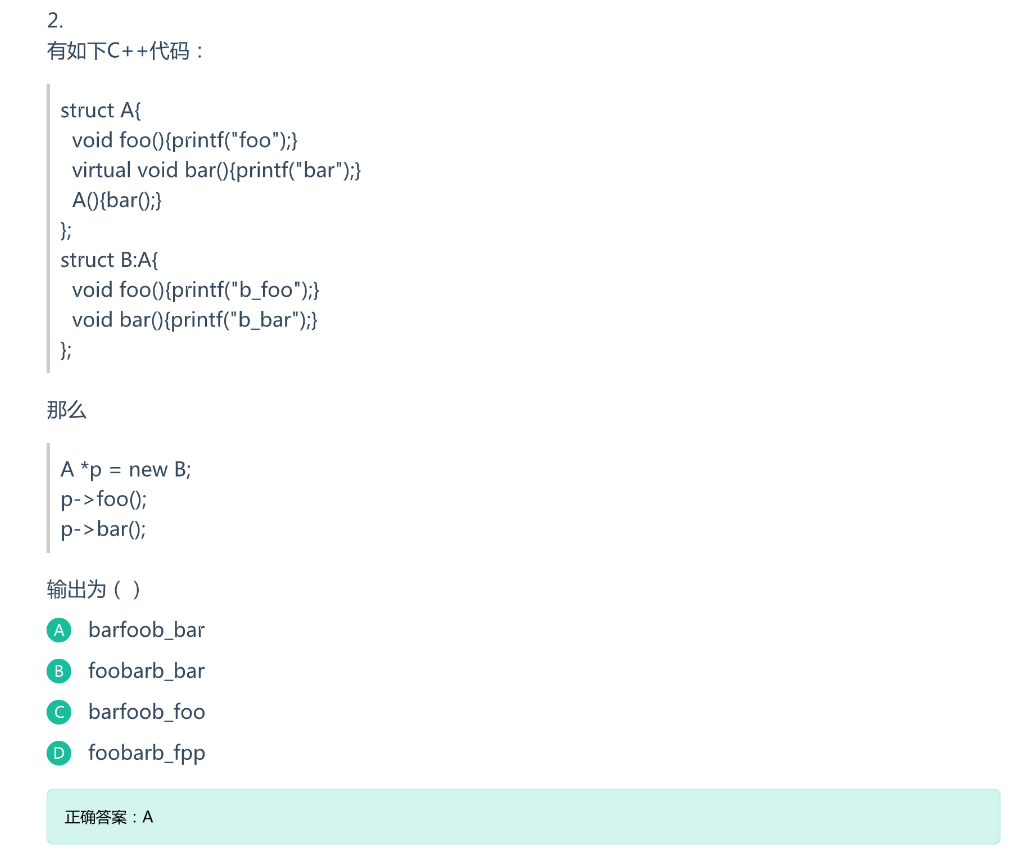 2.
有如下C++代码：
struct A{
void foo(){printf("foo");}
virtual void bar(){printf("bar");}
A(){bar();}
};
struct B:A{
void foo(){printf("b_foo");}
void bar(){printf("b_bar");}
};
那么
A *p = new B;
p->foo();
p->bar();
输出为（ ）
A barfoob_bar
B foobarb_bar
C barfoob_foo
D foobarb_fpp
正确答案：A